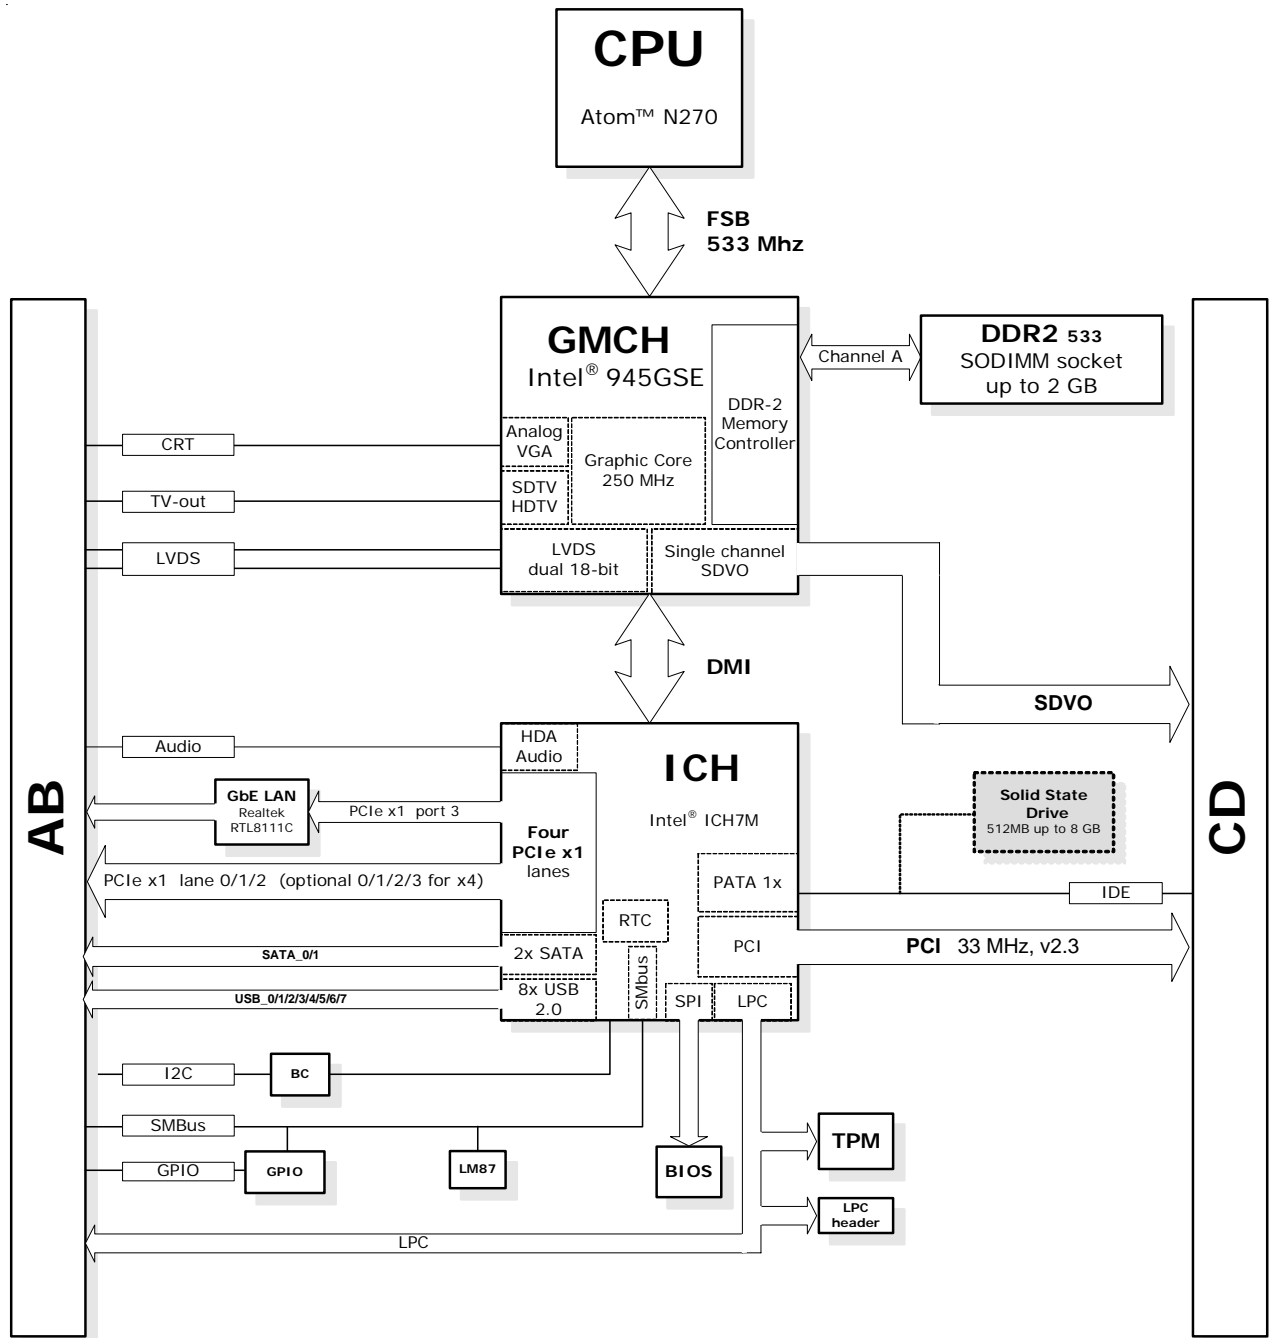 CPU
Atom™ N270
FSB
533 Mhz
GMCH
Intel® 945GSE
DDR-2
Memory
Controller
Channel A
DDR2 533
SODIMM socket
up to 2 GB
CRT
Analog
VGA
Graphic Core
250 MHz
TV-out
SDTV
HDTV
LVDS
LVDS
dual 18-bit
Single channel
SDVO
DMI
SDVO
AB
CD
Audio
HDA
Audio
ICH
Intel® ICH7M
GbE LAN
Realtek
RTL8111C
PCIe x1 port 3
Four
PCIe x1
lanes
Solid State
Drive
512MB up to 8 GB
PCIe x1 lane 0/1/2 (optional 0/1/2/3 for x4)
PATA 1x
IDE
RTC
SATA_0/1
2x SATA
PCI
PCI 33 MHz, v2.3
USB_0/1/2/3/4/5/6/7
8x USB
2.0
SMbus
SPI
LPC
I2C
BC
SMBus
GPIO
GPIO
LM87
BIOS
TPM
LPC
header
LPC